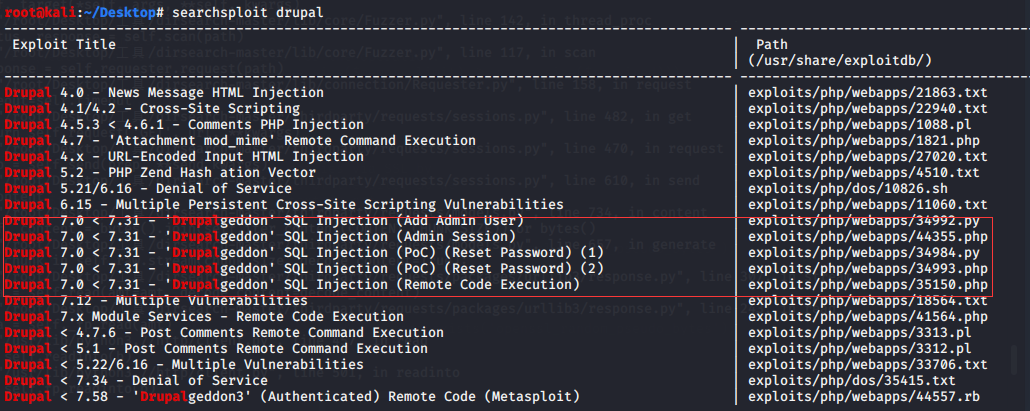 root@kali:~/Desktop# searchsploit drupal
Exploit Title | Path
| (/usr/share/exploitdb/)
Drupal 4.0 - News Message HTML Injection | exploits/php/webapps/21863.txt
Drupal 4.1/4.2 - Cross-Site Scripting | exploits/php/webapps/22940.txt
Drupal 4.5.3 < 4.6.1 - Comments PHP Injection | exploits/php/webapps/1088.pl
Drupal 4.7 - 'Attachment mod_mime' Remote Command Execution | exploits/php/webapps/1821.php
Drupal 4.x - URL-Encoded Input HTML Injection | exploits/php/webapps/27020.txt
Drupal 5.2 - PHP Zend Hash ation Vector | exploits/php/webapps/4510.txt
Drupal 5.21/6.16 - Denial of Service | exploits/php/dos/10826.sh
Drupal 6.15 - Multiple Persistent Cross-Site Scripting Vulnerabilities | exploits/php/webapps/11060.txt
Drupal 7.0 < 7.31 - 'Drupalgeddon' SQL Injection (Add Admin User) | exploits/php/webapps/34992.py
Drupal 7.0 < 7.31 - 'Drupalgeddon' SQL Injection (Admin Session) | exploits/php/webapps/44355.php
Drupal 7.0 < 7.31 - 'Drupalgeddon' SQL Injection (PoC) (Reset Password) (1) | exploits/php/webapps/34984.py
Drupal 7.0 < 7.31 - 'Drupalgeddon' SQL Injection (PoC) (Reset Password) (2) | exploits/php/webapps/34993.php
Drupal 7.0 < 7.31 - 'Drupalgeddon' SQL Injection (Remote Code Execution) | exploits/php/webapps/35150.php
Drupal 7.12 - Multiple Vulnerabilities | exploits/php/webapps/18564.txt
Drupal 7.x Module Services - Remote Code Execution | exploits/php/webapps/41564.php
Drupal < 4.7.6 - Post Comments Remote Command Execution | exploits/php/webapps/3313.pl
Drupal < 5.1 - Post Comments Remote Command Execution | exploits/php/webapps/3312.pl
Drupal < 5.22/6.16 - Multiple Vulnerabilities | exploits/php/webapps/33706.txt
Drupal < 7.34 - Denial of Service | exploits/php/dos/35415.txt
Drupal < 7.58 - 'Drupalgeddon3' (Authenticated) Remote Code (Metasploit) | exploits/php/webapps/44557.rb